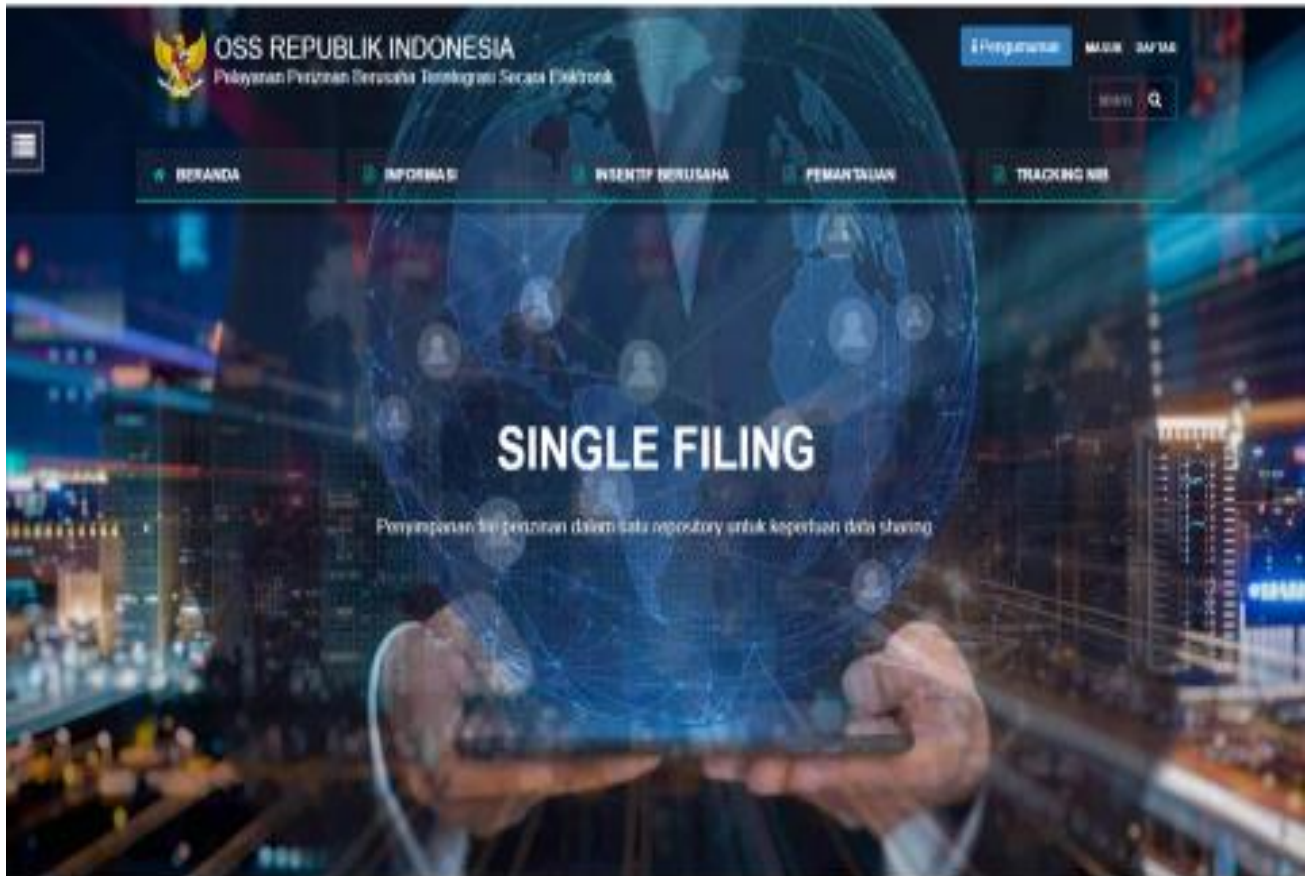 OSS REPUBLIK INDONESIA
Pelayanan Perizinan Berusaha Terintegrasi Secara Elektronik
Pengumuman MASUK DAFTAR
BERANDA INFORMASI INSENTIF BERUSAHA PEMANTAUAN TRACKING NIB
SINGLE FILING
Penyimpanan file perizinan dalam satu repository untuk keperluan data sharing